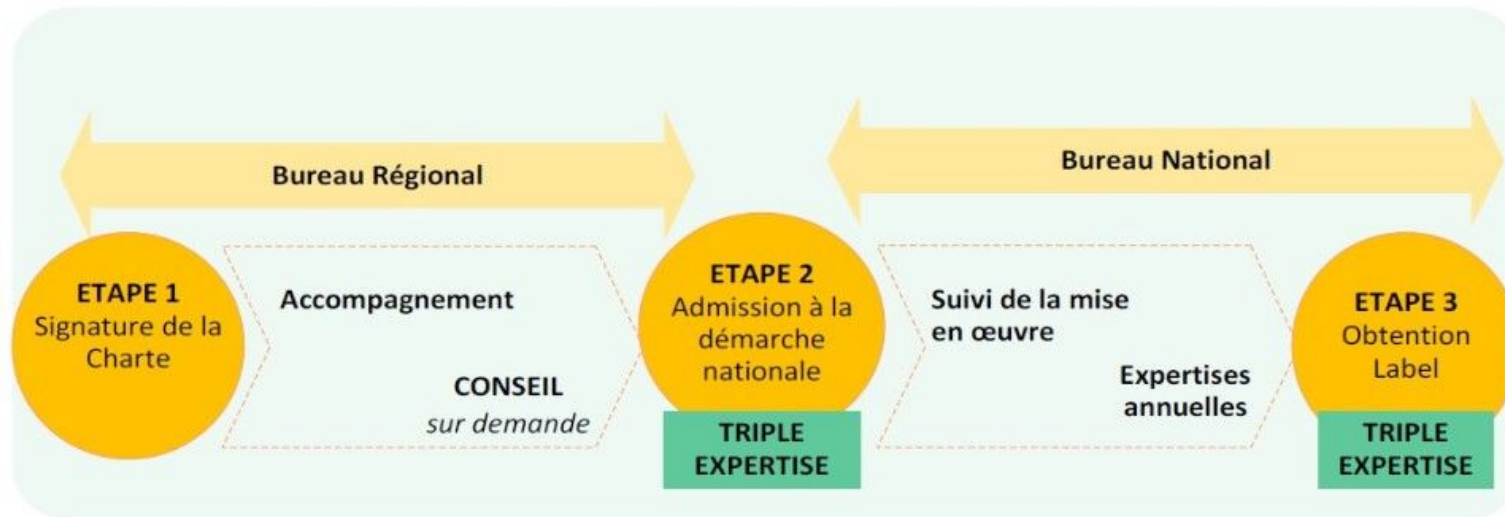 Bureau Régional
Bureau National
ETAPE 1
Signature de la
Charte
Accompagnement
CONSEIL
sur demande
ETAPE 2
Admission à la
démarche
nationale
TRIPLE
EXPERTISE
Suivi de la mise
en œuvre
Expertises
annuelles
ETAPE 3
Obtention
Label
TRIPLE
EXPERTISE